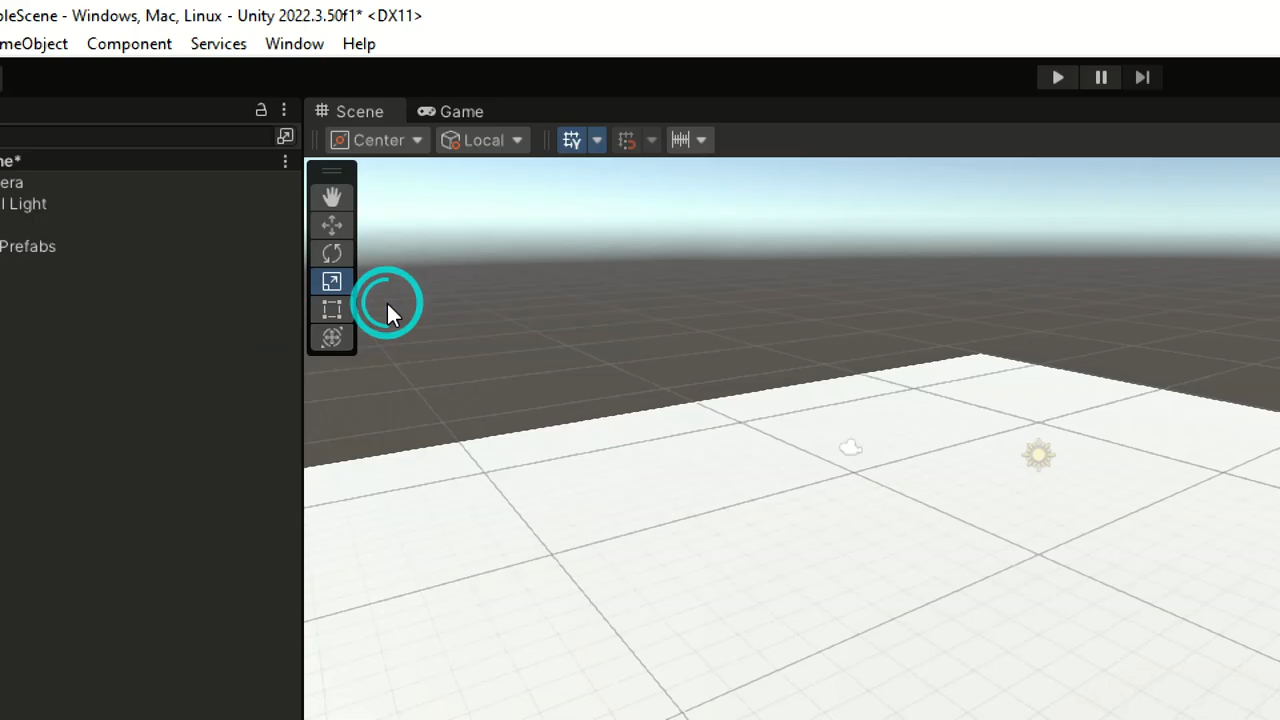 oleScene - Windows, Mac, Linux - Unity 2022.3.50f1* <DX11>
meObject Component Services Window Help
Scene Game
Center Local
ne*
era
l Light
Prefabs